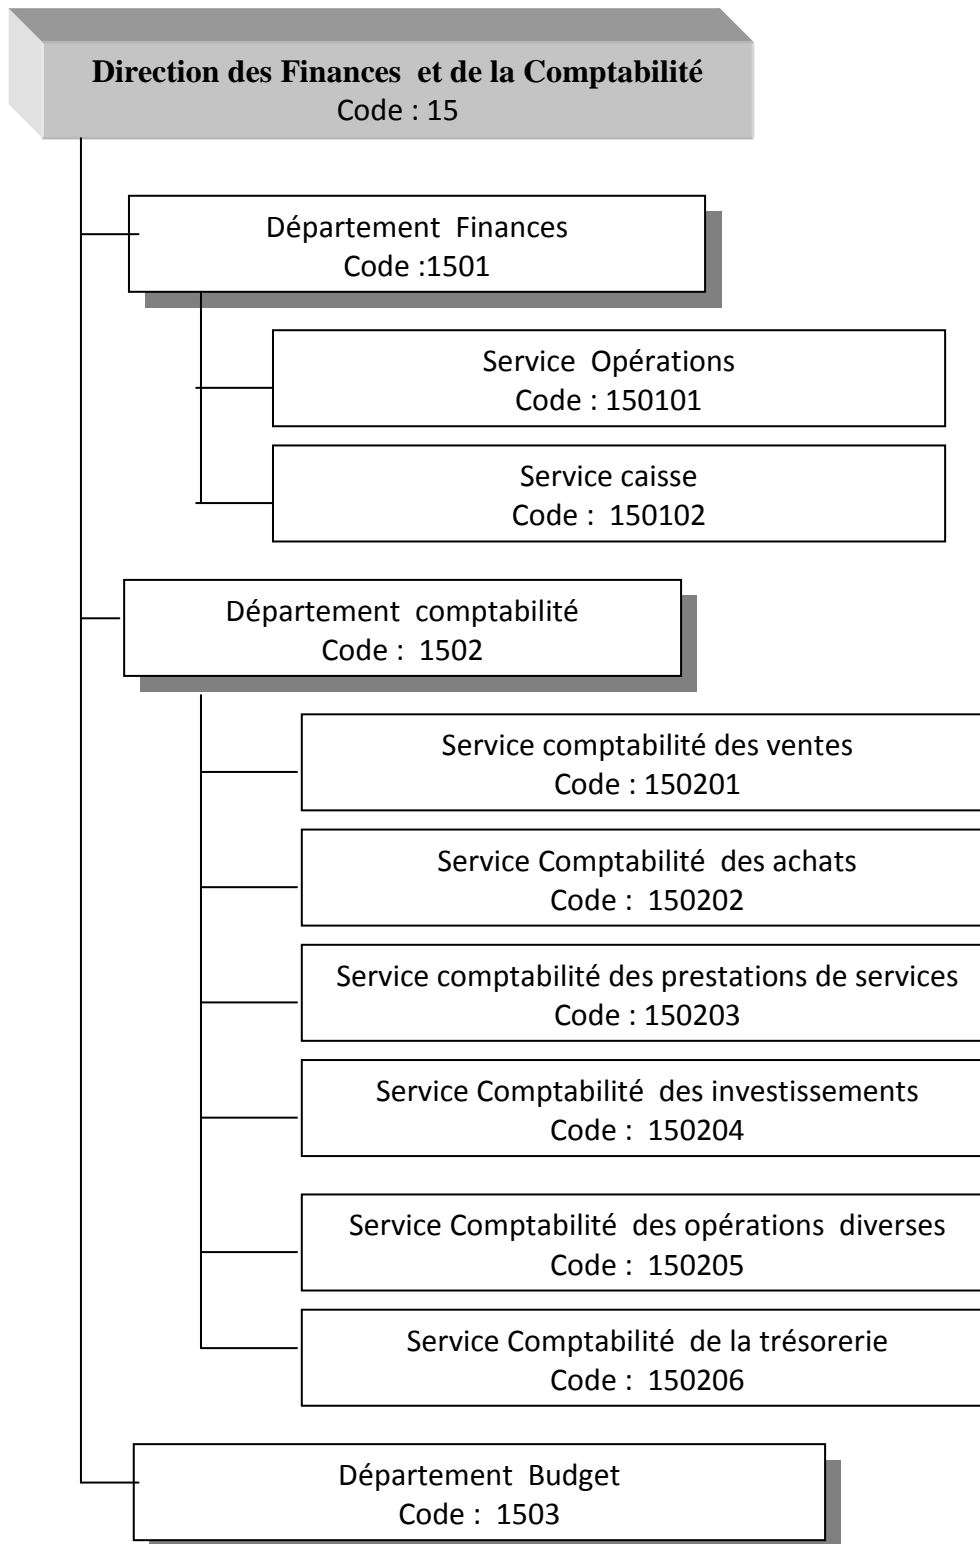 Direction des Finances et de la Comptabilité
Code : 15
Département Finances
Code :1501
Service Opérations
Code : 150101
Service caisse
Code : 150102
Département comptabilité
Code : 1502
Service comptabilité des ventes
Code : 150201
Service Comptabilité des achats
Code : 150202
Service comptabilité des prestations de services
Code : 150203
Service Comptabilité des investissements
Code : 150204
Service Comptabilité des opérations diverses
Code : 150205
Service Comptabilité de la trésorerie
Code : 150206
Département Budget
Code : 1503